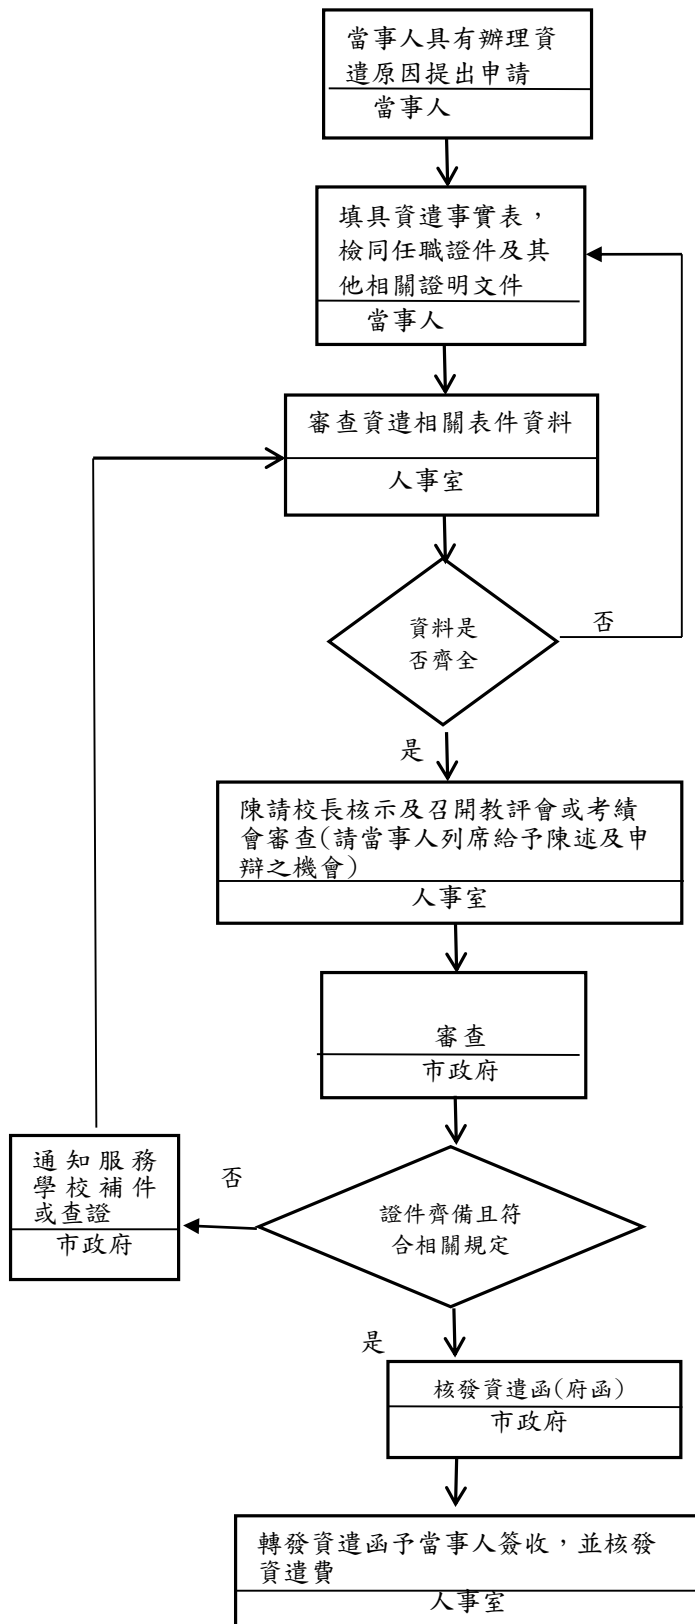 當事人具有辦理資
遣原因提出申請
當事人
填具資遣事實表，
檢同任職證件及其
他相關證明文件
當事人
審查資遣相關表件資料
人事室
資料是
否齊全
否
是
陳請校長核示及召開教評會或考績
會審查(請當事人列席給予陳述及申
辯之機會)
人事室
審查
市政府
通知服務
學校補件
或查證
市政府
否
證件齊備且符
合相關規定
是
核發資遣函(府函)
市政府
轉發資遣函予當事人簽收，並核發
資遣費
人事室